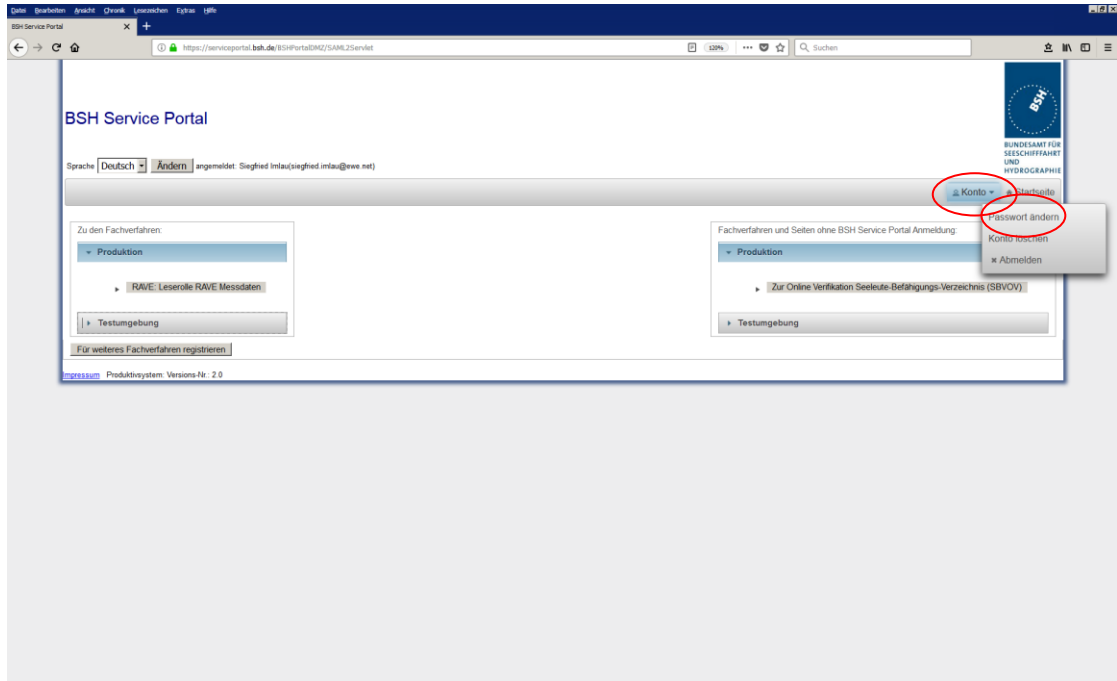 Datei Bearbeiten Ansicht Chronik Lesezeichen Extras Hilfe
BSH Service Portal
https://serviceportal.bsh.de/BSHPortalDMZ/SAML2Servlet
120%
Suchen
BSH Service Portal
BSH
BUNDESAMT FÜR
SEESCHIFFFAHRT
UND
HYDROGRAPHIE
Sprache Deutsch Ändern angemeldet: Siegfried Imlau(siegfried.imlau@ewe.net)
Konto Startseite
Passwort ändern
Konto löschen
Abmelden
Zu den Fachverfahren:
Produktion
RAVE: Leserolle RAVE Messdaten
Testumgebung
Für weiteres Fachverfahren registrieren
Fachverfahren und Seiten ohne BSH Service Portal Anmeldung:
Produktion
Zur Online Verifikation Seeleute-Befähigungs-Verzeichnis (SBVOV)
Testumgebung
Impressum Produktivsystem: Versions-Nr.: 2.0